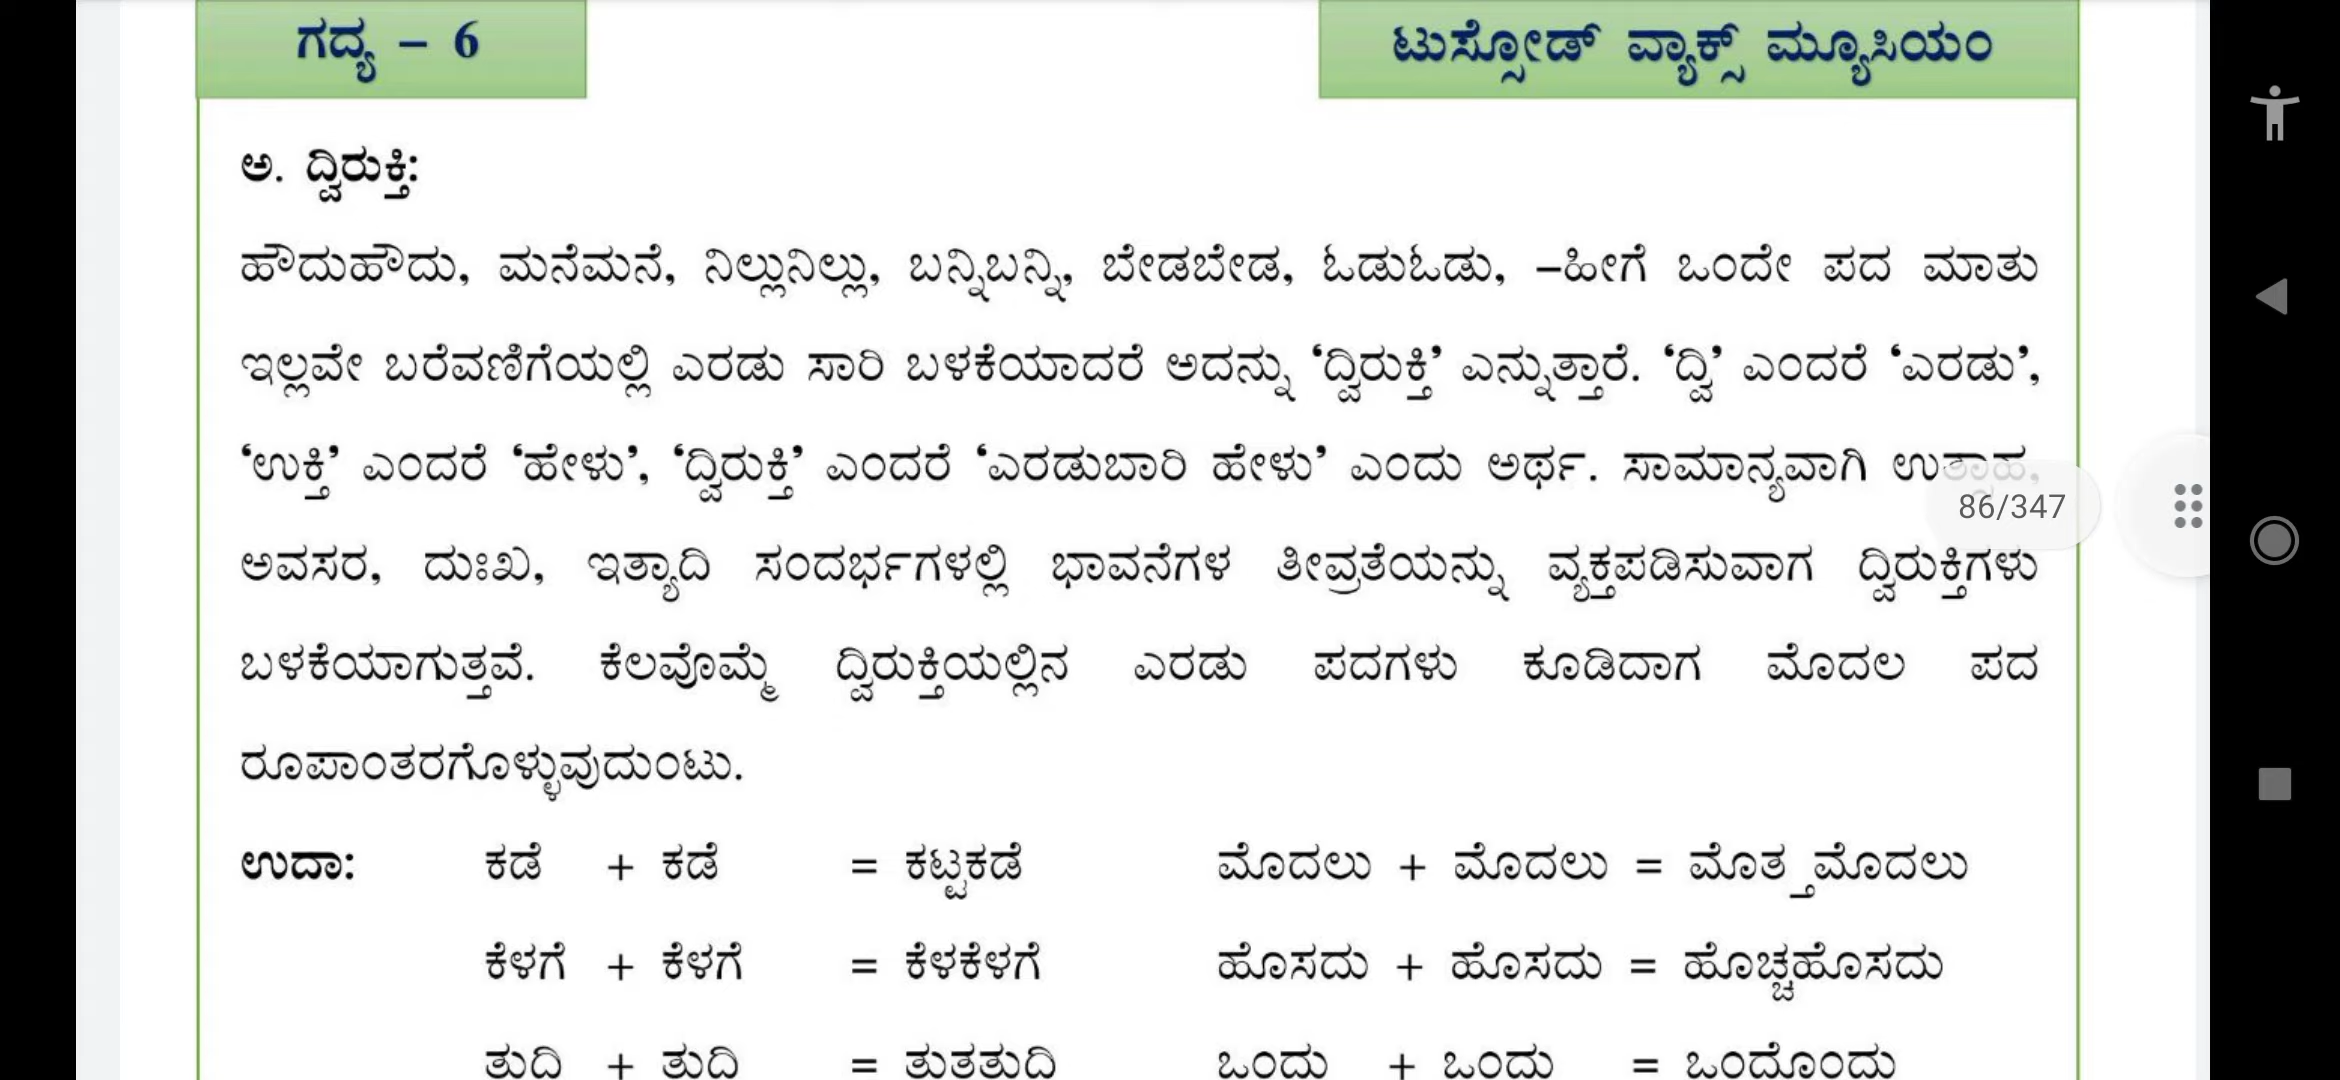 ಗದ್ಯ – 6 ಟುಸ್ಸೋಡ್ ವ್ಯಾಕ್ಸ್ ಮ್ಯೂಸಿಯಂ
ಅ. ದ್ವಿರುಕ್ತಿ:
ಹೌದುಹೌದು, ಮನೆಮನೆ, ನಿಲ್ಲುನಿಲ್ಲು, ಬನ್ನಿಬನ್ನಿ, ಬೇಡಬೇಡ, ಓಡುಓಡು, –ಹೀಗೆ ಒಂದೇ ಪದ ಮಾತು
ಇಲ್ಲವೇ ಬರೆವಣಿಗೆಯಲ್ಲಿ ಎರಡು ಸಾರಿ ಬಳಕೆಯಾದರೆ ಅದನ್ನು ‘ದ್ವಿರುಕ್ತಿ’ ಎನ್ನುತ್ತಾರೆ. ‘ದ್ವಿ’ ಎಂದರೆ ‘ಎರಡು’,
‘ಉಕ್ತಿ’ ಎಂದರೆ ‘ಹೇಳು’, ‘ದ್ವಿರುಕ್ತಿ’ ಎಂದರೆ ‘ಎರಡುಬಾರಿ ಹೇಳು’ ಎಂದು ಅರ್ಥ. ಸಾಮಾನ್ಯವಾಗಿ ಉತ್ಸಾಹ,
86/347
ಅವಸರ, ದುಃಖ, ಇತ್ಯಾದಿ ಸಂದರ್ಭಗಳಲ್ಲಿ ಭಾವನೆಗಳ ತೀವ್ರತೆಯನ್ನು ವ್ಯಕ್ತಪಡಿಸುವಾಗ ದ್ವಿರುಕ್ತಿಗಳು
ಬಳಕೆಯಾಗುತ್ತವೆ. ಕೆಲವೊಮ್ಮೆ ದ್ವಿರುಕ್ತಿಯಲ್ಲಿನ ಎರಡು ಪದಗಳು ಕೂಡಿದಾಗ ಮೊದಲ ಪದ
ರೂಪಾಂತರಗೊಳ್ಳುವುದುಂಟು.
ಉದಾ: ಕಡೆ + ಕಡೆ = ಕಟ್ಟಕಡೆ ಮೊದಲು + ಮೊದಲು = ಮೊತ್ತಮೊದಲು
ಕೆಳಗೆ + ಕೆಳಗೆ = ಕೆಳಕೆಳಗೆ ಹೊಸದು + ಹೊಸದು = ಹೊಚ್ಚಹೊಸದು
ತುದಿ + ತುದಿ = ತುತತುದಿ ಒಂದು + ಒಂದು = ಒಂದೊಂದು